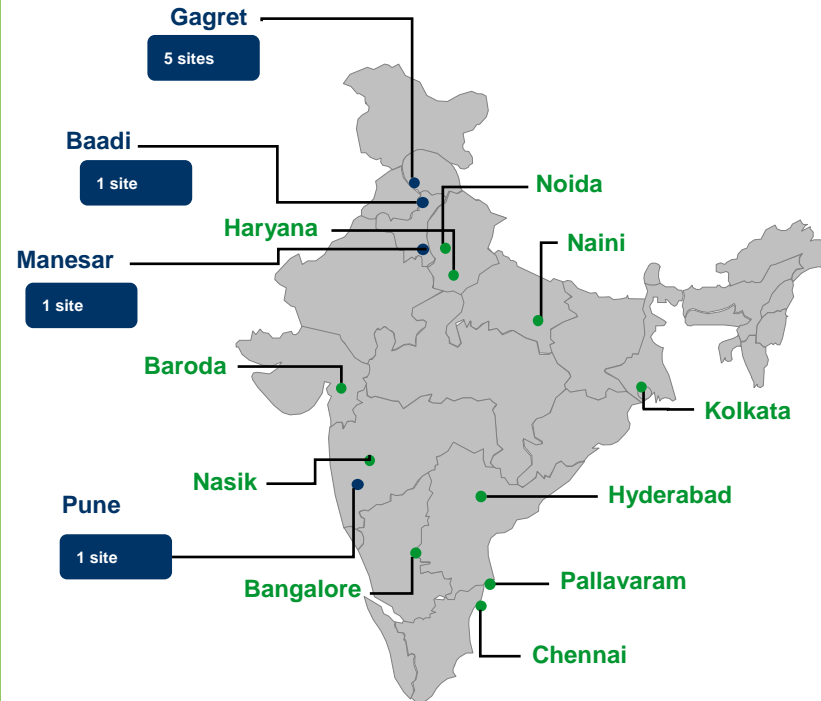 Gagret
5 sites
Baadi
1 site
Noida
Haryana
Naini
Manesar
1 site
Baroda
Kolkata
Nasik
Hyderabad
Pune
1 site
Bangalore
Pallavaram
Chennai